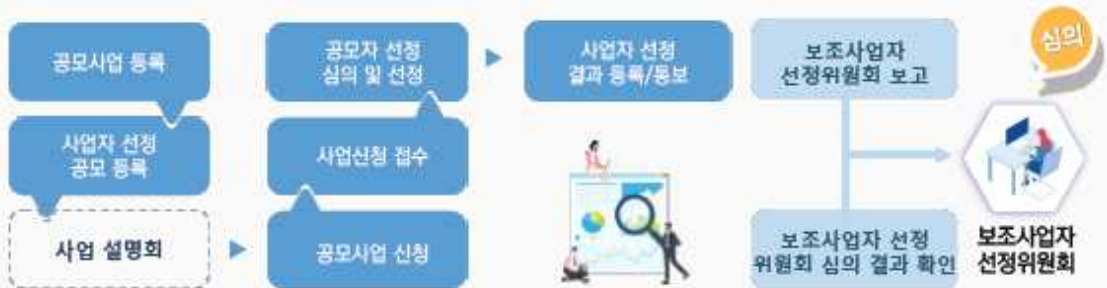 공모사업 등록
사업자 선정
공모 등록
사업 설명회
공모사업 신청
사업신청 접수
공모자 선정
심의 및 선정
사업자 선정
결과 등록/통보
보조사업자
선정위원회 보고
보조사업자 선정
위원회 심의 결과 확인
심의
보조사업자
선정위원회